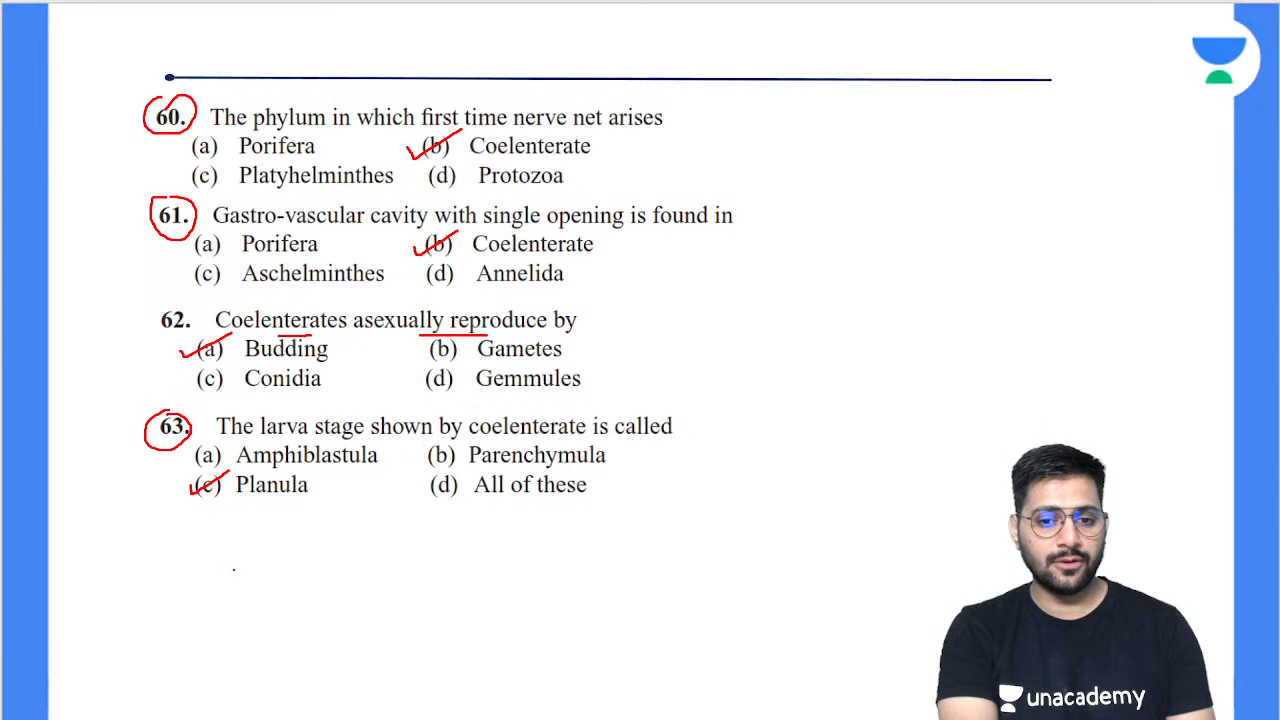 60. The phylum in which first time nerve net arises
(a) Porifera (b) Coelenterate
(c) Platyhelminthes (d) Protozoa
61. Gastro-vascular cavity with single opening is found in
(a) Porifera (b) Coelenterate
(c) Aschelminthes (d) Annelida
62. Coelenterates asexually reproduce by
(a) Budding (b) Gametes
(c) Conidia (d) Gemmules
63. The larva stage shown by coelenterate is called
(a) Amphiblastula (b) Parenchymula
(c) Planula (d) All of these
unacademy